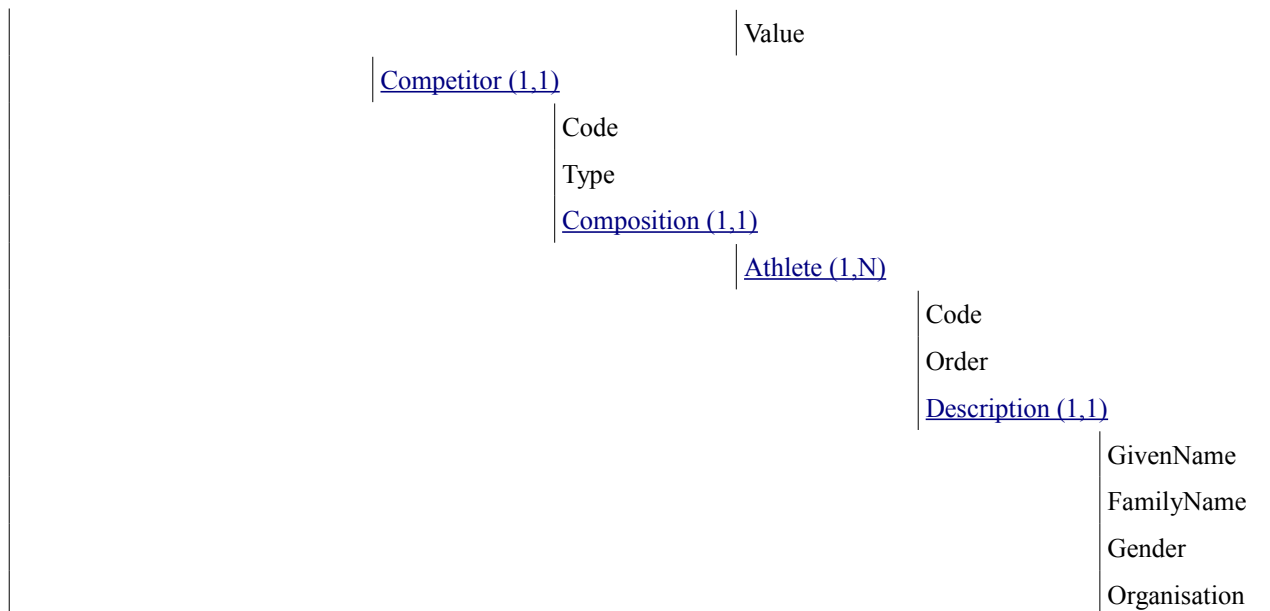 Value
Competitor (1,1)
Code
Type
Composition (1,1)
Athlete (1,N)
Code
Order
Description (1,1)
GivenName
FamilyName
Gender
Organisation